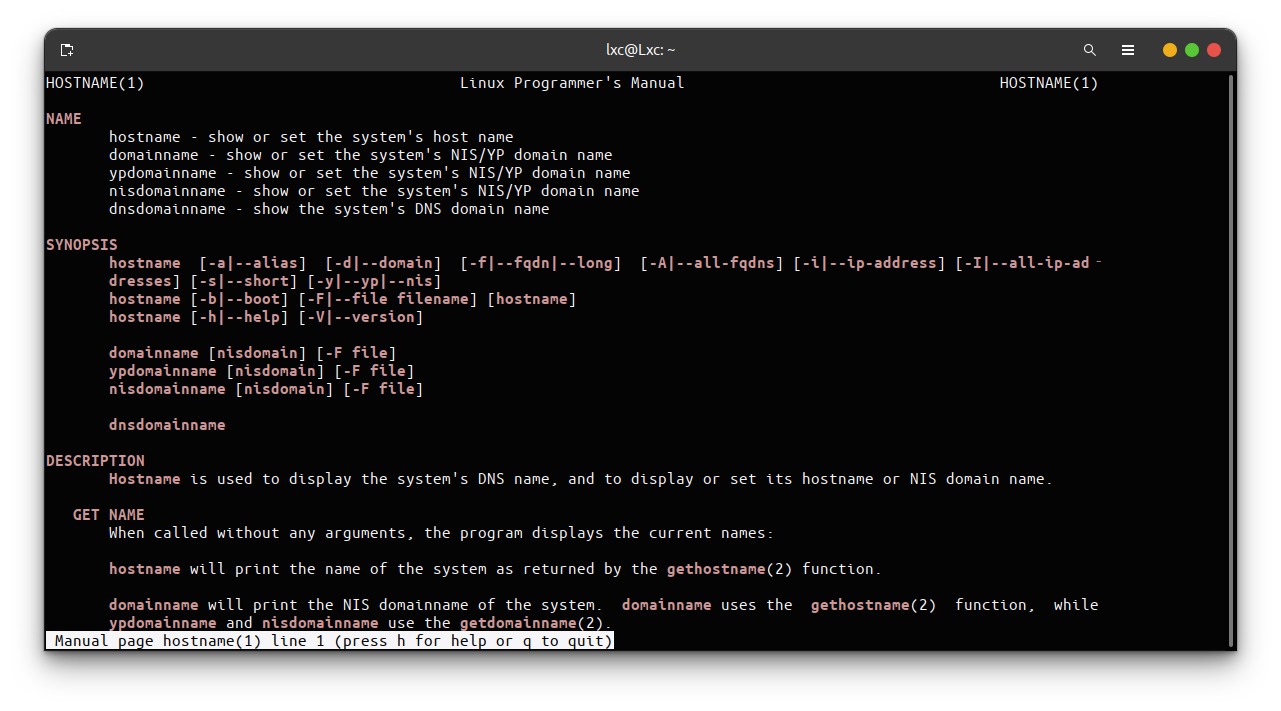 lxc@Lxc: ~
HOSTNAME(1) Linux Programmer's Manual HOSTNAME(1)
NAME
hostname - show or set the system's host name
domainname - show or set the system's NIS/YP domain name
ypdomainname - show or set the system's NIS/YP domain name
nisdomainname - show or set the system's NIS/YP domain name
dnsdomainname - show the system's DNS domain name
SYNOPSIS
hostname [-a|--alias] [-d|--domain] [-f|--fqdn|--long] [-A|--all-fqdns] [-i|--ip-address] [-I|--all-ip-ad‐
dresses] [-s|--short] [-y|--yp|--nis]
hostname [-b|--boot] [-F|--file filename] [hostname]
hostname [-h|--help] [-V|--version]
domainname [nisdomain] [-F file]
ypdomainname [nisdomain] [-F file]
nisdomainname [nisdomain] [-F file]
dnsdomainname
DESCRIPTION
Hostname is used to display the system's DNS name, and to display or set its hostname or NIS domain name.
GET NAME
When called without any arguments, the program displays the current names:
hostname will print the name of the system as returned by the gethostname(2) function.
domainname will print the NIS domainname of the system. domainname uses the gethostname(2) function, while
ypdomainname and nisdomainname use the getdomainname(2).
Manual page hostname(1) line 1 (press h for help or q to quit)